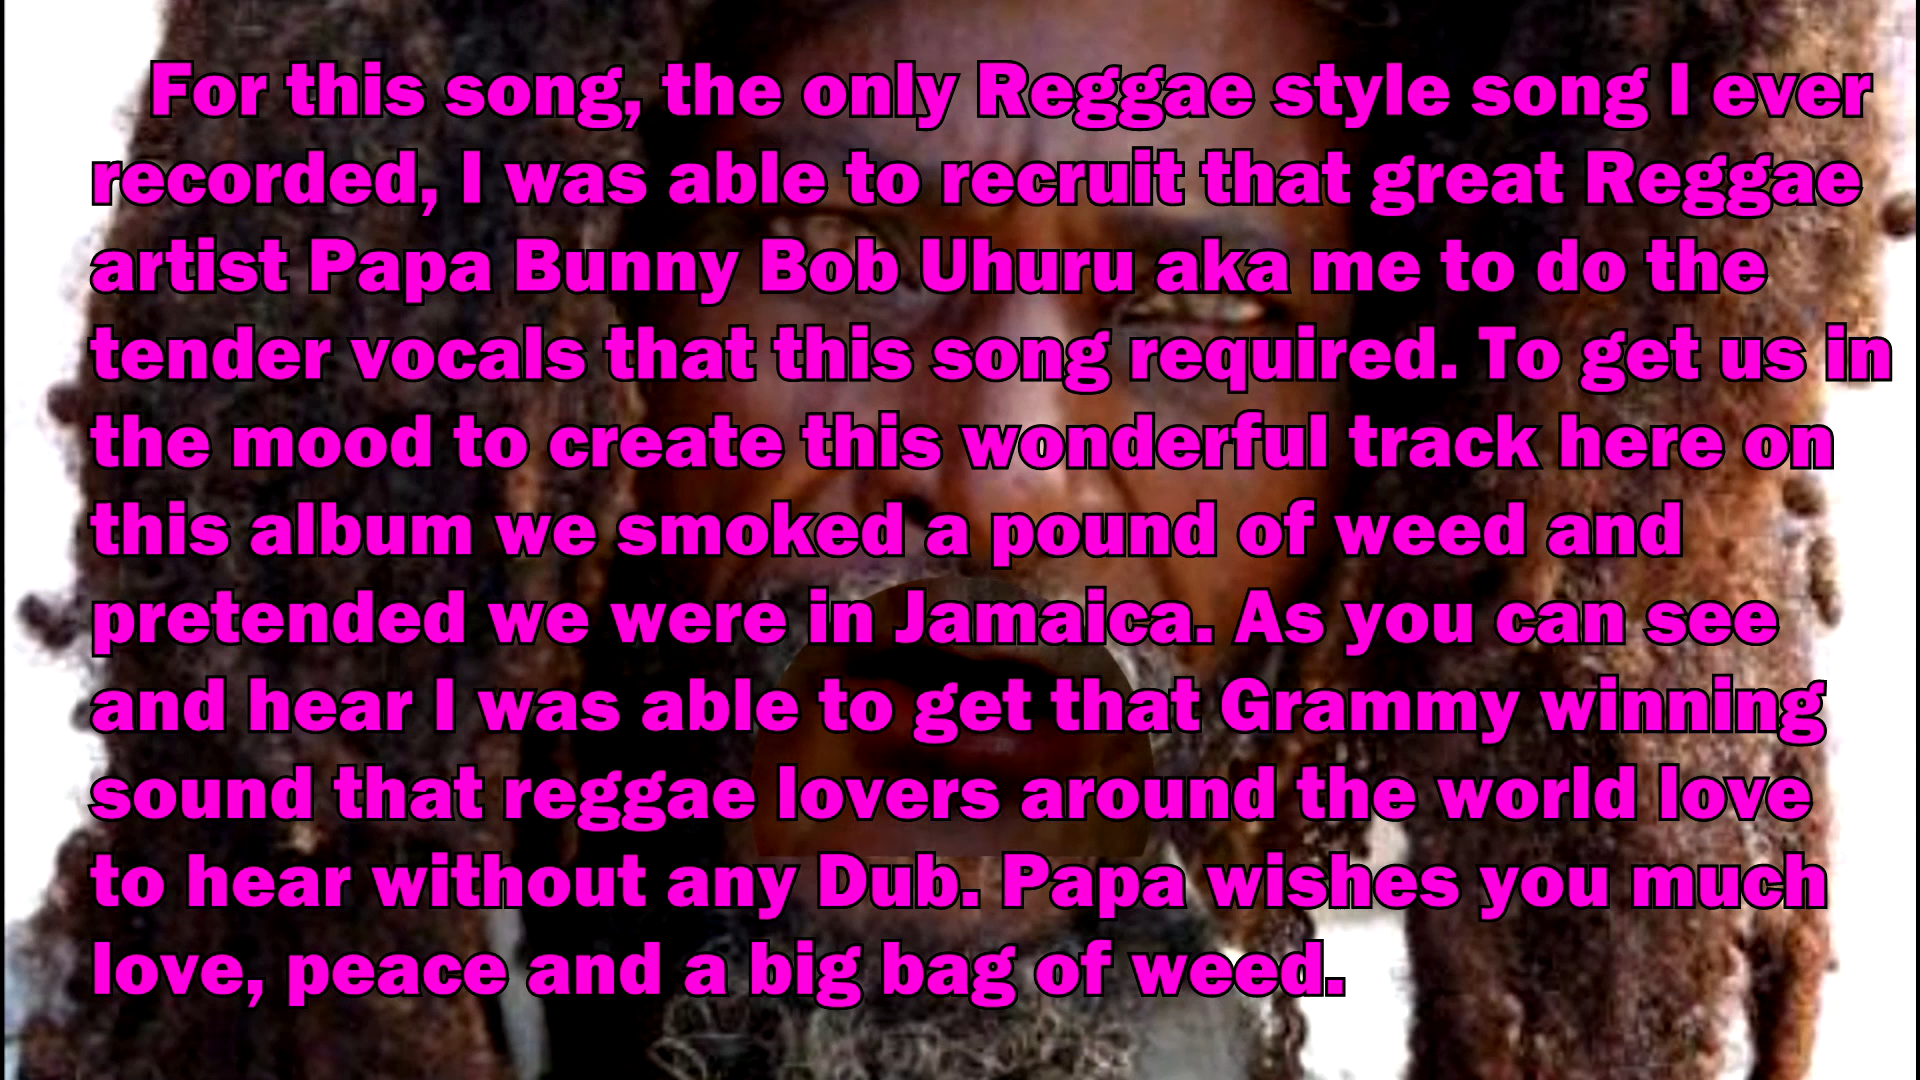 For this song, the only Reggae style song I ever
recorded, I was able to recruit that great Reggae
artist Papa Bunny Bob Uhuru aka me to do the
tender vocals that this song required. To get us in
the mood to create this wonderful track here on
this album we smoked a pound of weed and
pretended we were in Jamaica. As you can see
and hear I was able to get that Grammy winning
sound that reggae lovers around the world love
to hear without any Dub. Papa wishes you much
love, peace and a big bag of weed.